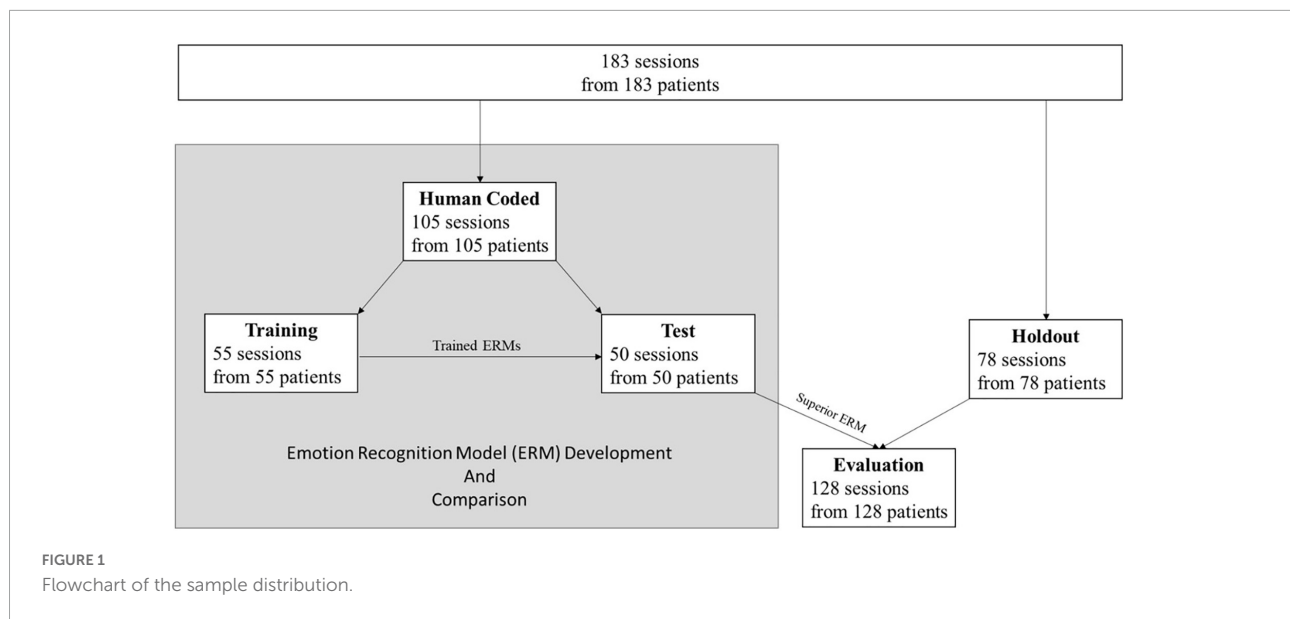 183 sessions
from 183 patients
Human Coded
105 sessions
from 105 patients
Training
55 sessions
from 55 patients
Trained ERMs
Test
50 sessions
from 50 patients
Holdout
78 sessions
from 78 patients
Superior ERM
Emotion Recognition Model (ERM) Development
And
Comparison
Evaluation
128 sessions
from 128 patients
FIGURE 1
Flowchart of the sample distribution.